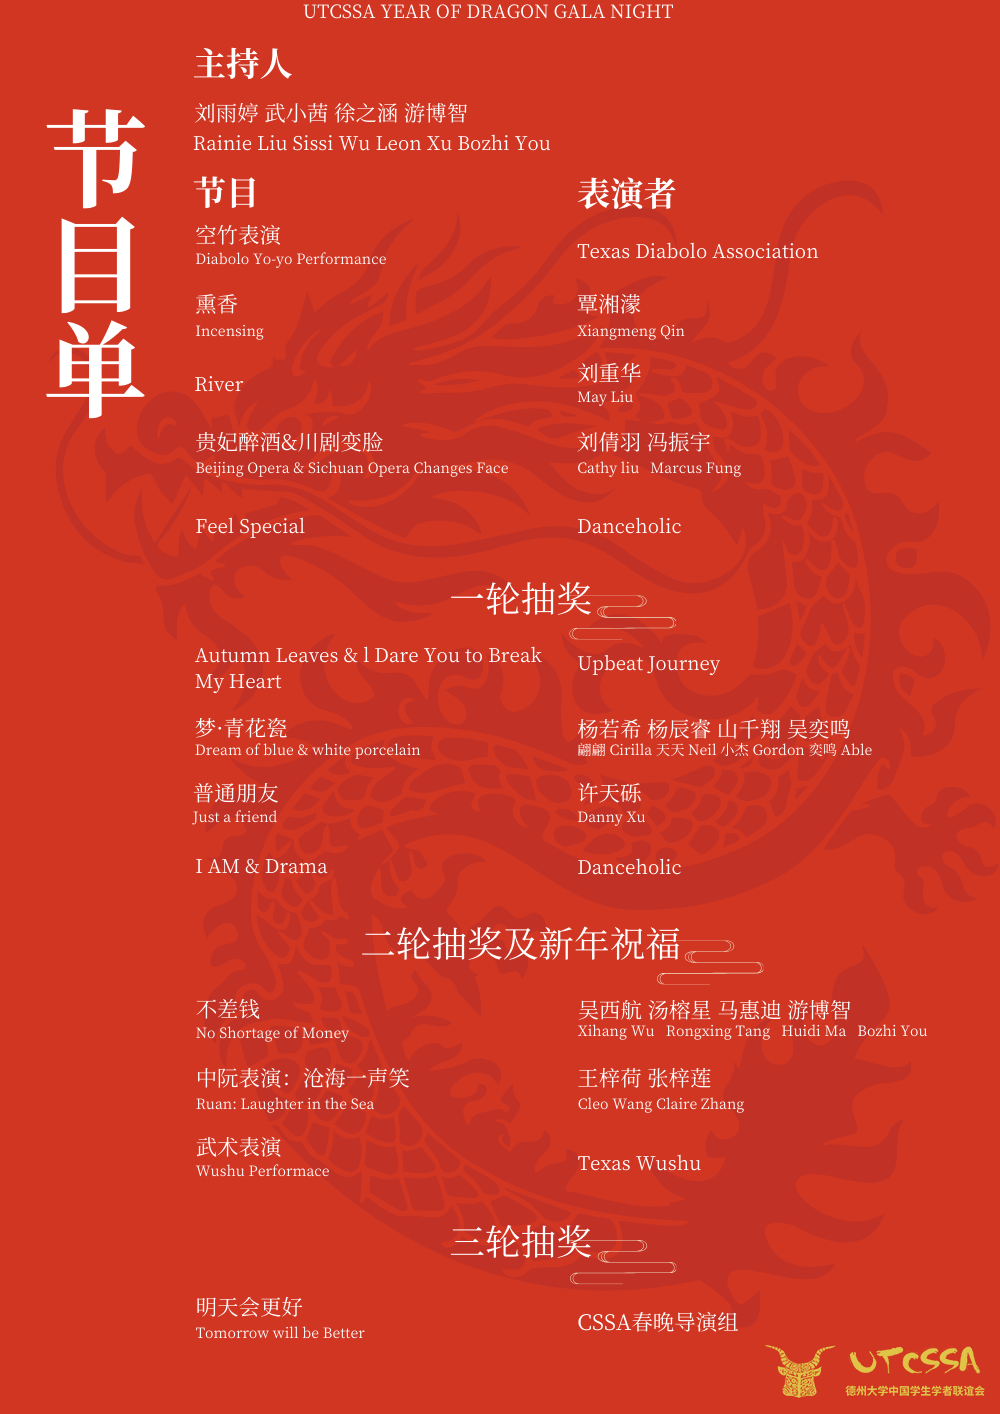 UTCSSA YEAR OF DRAGON GALA NIGHT
节目单
主持人
刘雨婷 武小茜 徐之涵 游博智
Rainie Liu Sissi Wu Leon Xu Bozhi You
节目
表演者
空竹表演
Diabolo Yo-yo Performance
Texas Diabolo Association
熏香
Incensing
覃湘濛
Xiangmeng Qin
River
刘重华
May Liu
贵妃醉酒&川剧变脸
Beijing Opera & Sichuan Opera Changes Face
刘倩羽 冯振宇
Cathy liu Marcus Fung
Feel Special
Danceholic
一轮抽奖
Autumn Leaves & l Dare You to Break
My Heart
Upbeat Journey
梦·青花瓷
Dream of blue & white porcelain
杨若希 杨辰睿 山千翔 吴奕鸣
翩翩 Cirilla 天天 Neil 小杰 Gordon 奕鸣 Able
普通朋友
Just a friend
许天砾
Danny Xu
I AM & Drama
Danceholic
二轮抽奖及新年祝福
不差钱
No Shortage of Money
吴西航 汤榕星 马惠迪 游博智
Xihang Wu Rongxing Tang Huidi Ma Bozhi You
中阮表演：沧海一声笑
Ruan: Laughter in the Sea
王梓荷 张梓莲
Cleo Wang Claire Zhang
武术表演
Wushu Performace
Texas Wushu
三轮抽奖
明天会更好
Tomorrow will be Better
CSSA春晚导演组
UTCSSA
德州大学中国学生学者联谊会